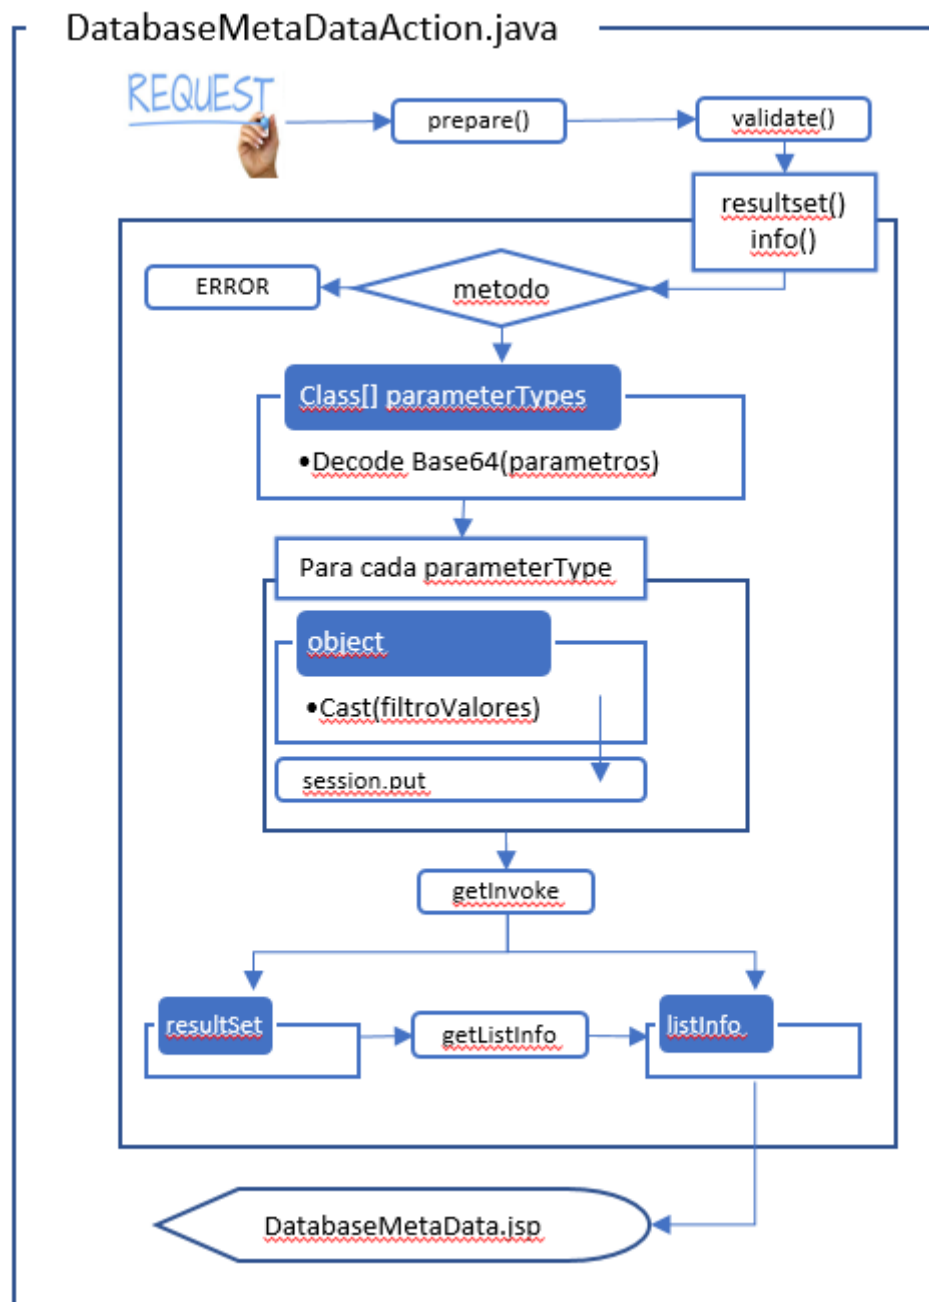 DatabaseMetaDataAction.java
REQUEST
prepare()
validate()
resultset()
info()
ERROR
metodo
Class[] parameterTypes
•Decode Base64(parametros)
Para cada parameterType
object
•Cast(filtroValores)
session.put
getInvoke
resultSet
getListInfo
listInfo
DatabaseMetaData.jsp